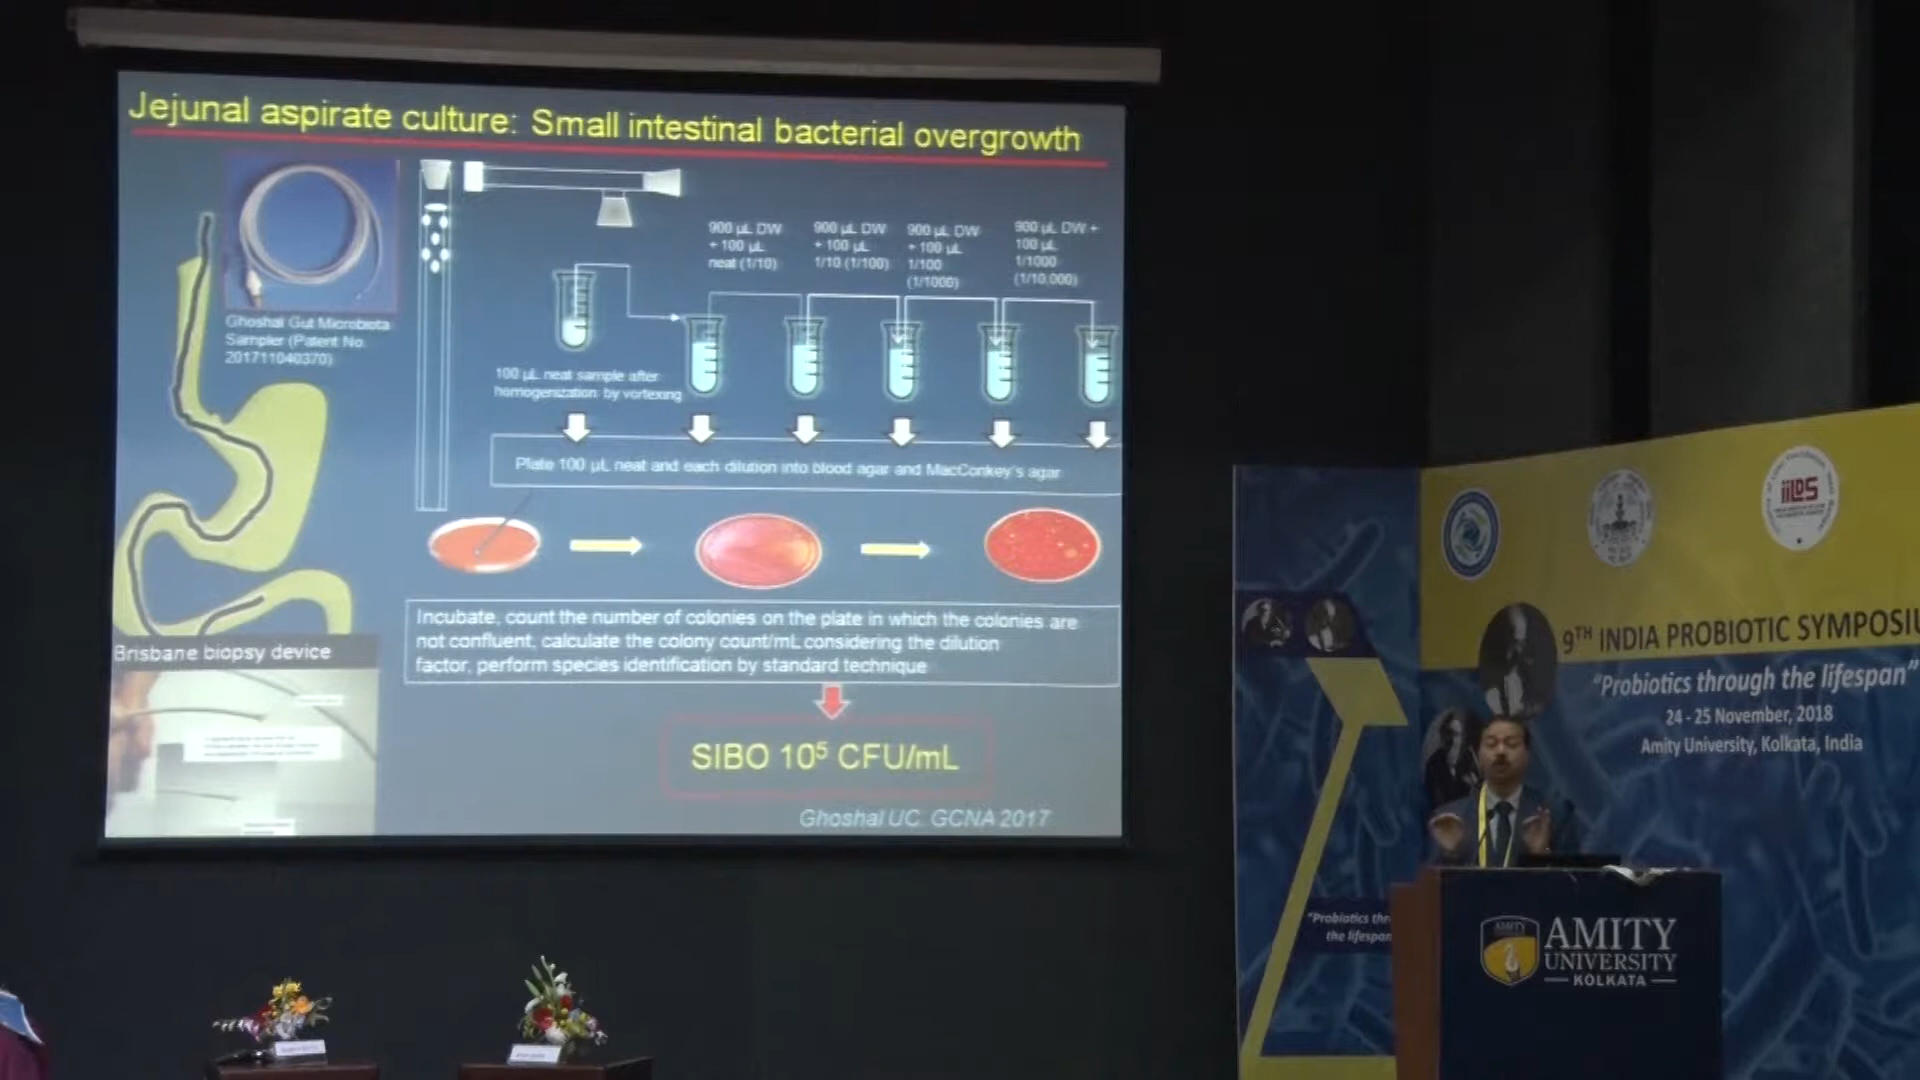 Jejunal aspirate culture: Small intestinal bacterial overgrowth
Ghoshal Gut Microbiota
Sampler (Patent No.
201711040370)
900 µL DW
+ 100 µL
neat (1/10)
900 µL DW
+ 100 µL
1/10 (1/100)
900 µL DW
+ 100 µL
1/100
(1/1000)
900 µL DW +
100 µL
1/1000
(1/10,000)
100 µL neat sample after
homogenization by vortexing
Plate 100 µL neat and each dilution into blood agar and MacConkey's agar
Incubate, count the number of colonies on the plate in which the colonies are
not confluent, calculate the colony count/mL considering the dilution
factor, perform species identification by standard technique
Brisbane biopsy device
SIBO 10⁵ CFU/mL
Ghoshal UC. GCNA 2017
iiLDS
9TH INDIA PROBIOTIC SYMPOSIU
"Probiotics through the lifespan"
24 - 25 November, 2018
Amity University, Kolkata, India
"Probiotics thr
the lifespan
AMITY
AMITY
UNIVERSITY
KOLKATA